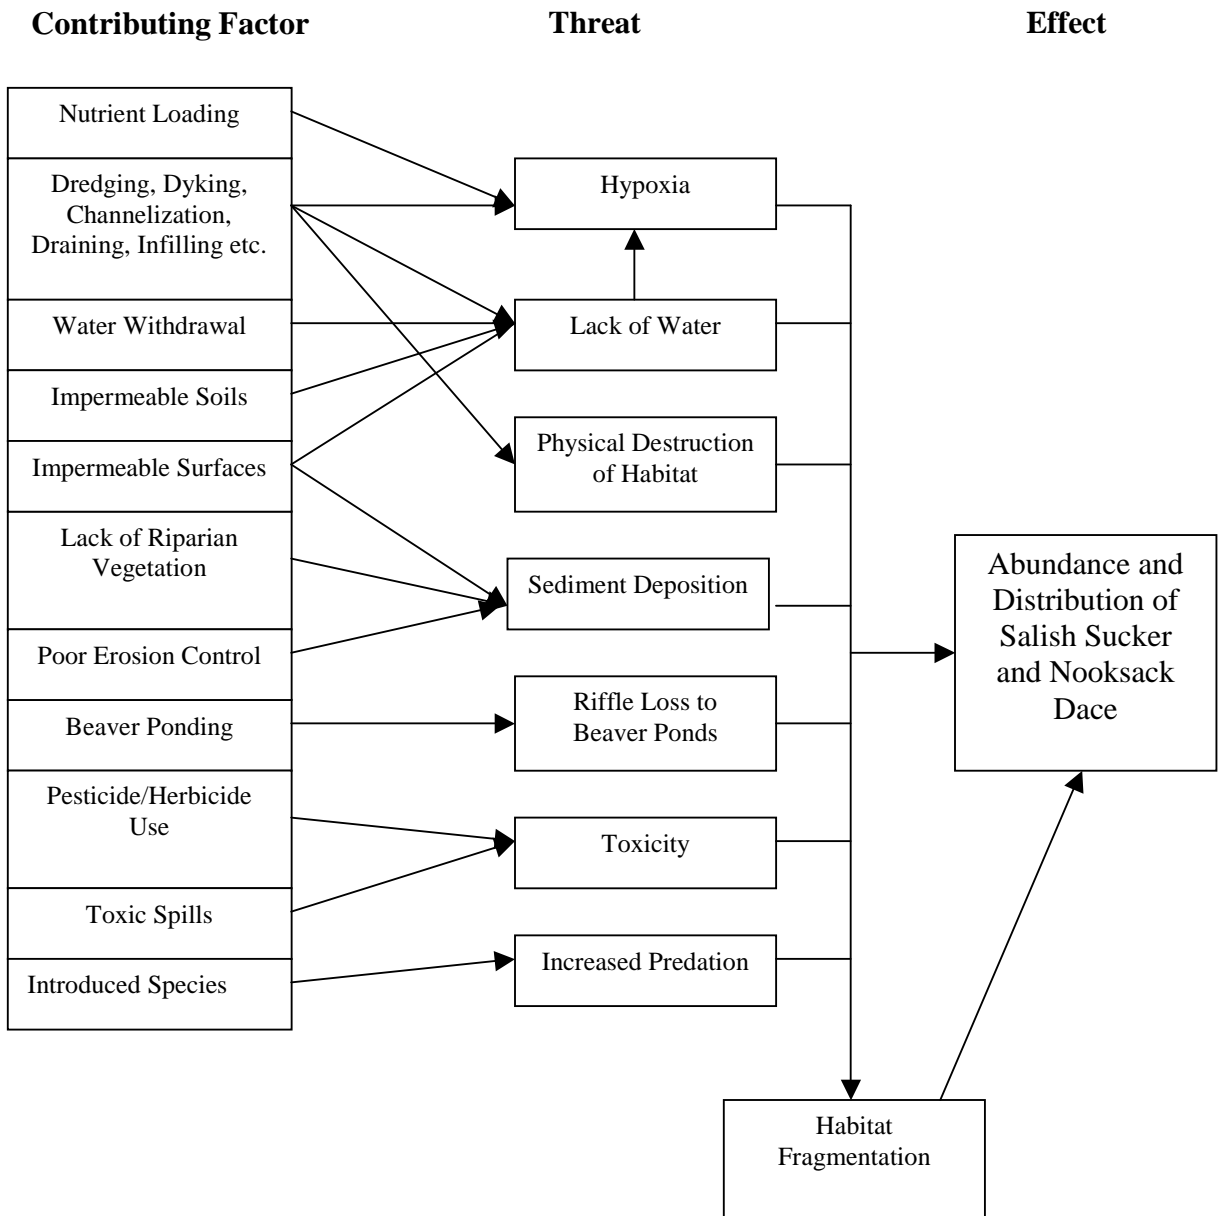 Contributing Factor
Threat
Effect
Nutrient Loading
Dredging, Dyking,
Channelization,
Draining, Infilling etc.
Water Withdrawal
Impermeable Soils
Impermeable Surfaces
Lack of Riparian
Vegetation
Poor Erosion Control
Beaver Ponding
Pesticide/Herbicide
Use
Toxic Spills
Introduced Species
Hypoxia
Lack of Water
Physical Destruction
of Habitat
Sediment Deposition
Riffle Loss to
Beaver Ponds
Toxicity
Increased Predation
Habitat
Fragmentation
Abundance and
Distribution of
Salish Sucker
and Nooksack
Dace